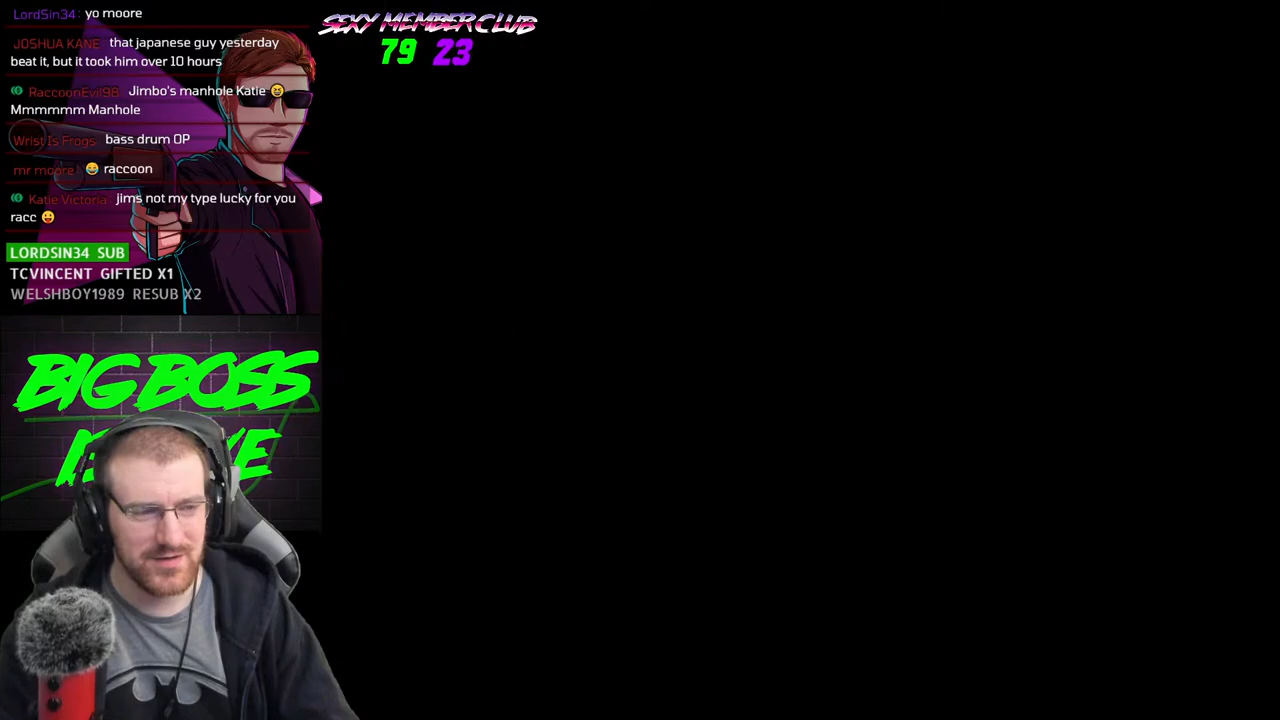 LordSin34: yo moore
SEXY MEMBER CLUB
79 23
JOSHUA KANE that japanese guy yesterday
beat it, but it took him over 10 hours
RaccoonEvil98 Jimbo's manhole Katie 😆
Mmmmmm Manhole
Wrist Is Frogs bass drum OP
mr moore 😂 raccoon
Katie Victoria jims not my type lucky for you
racc 😛
LORDSIN34 SUB
TCVINCENT GIFTED X1
WELSHBOY1989 RESUB X2
BIG BOSS